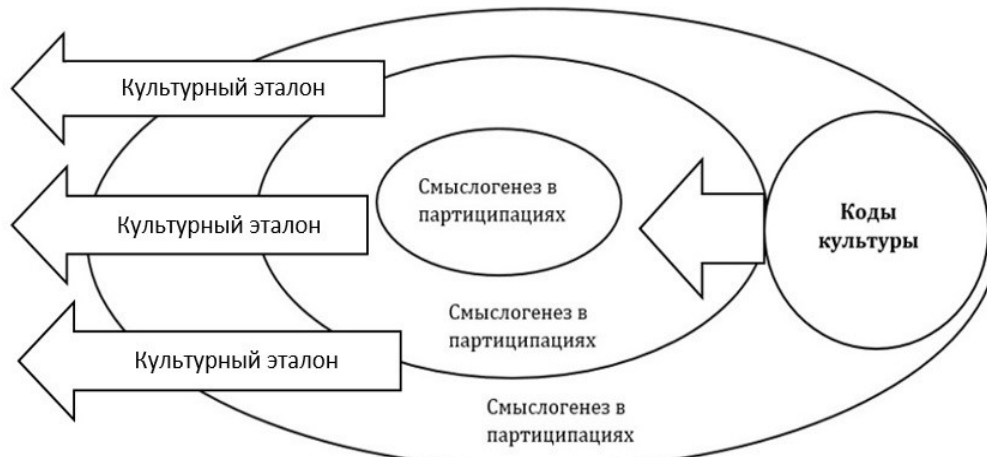 Культурный эталон
Смыслогенез в
партиципациях
Культурный эталон
Коды
культуры
Смыслогенез в
партиципациях
Культурный эталон
Смыслогенез в
партиципациях